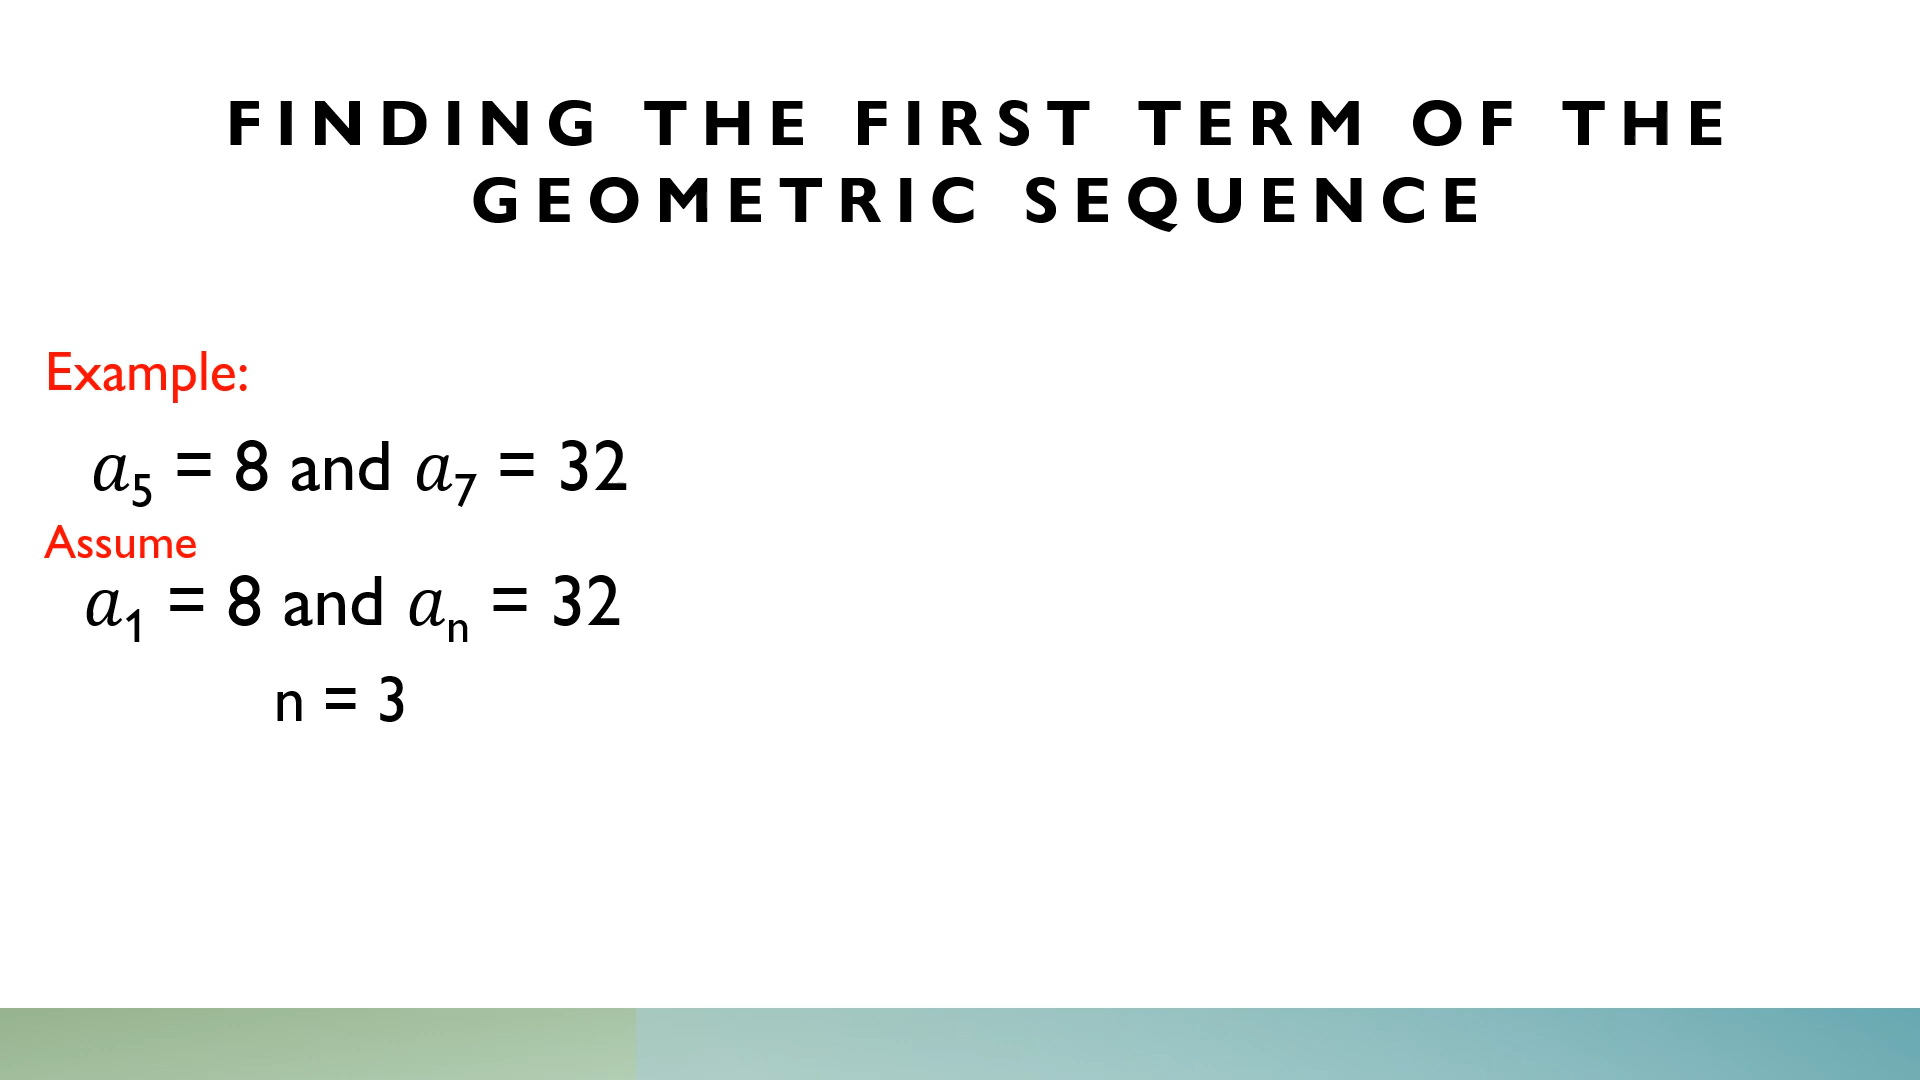 FINDING THE FIRST TERM OF THE
GEOMETRIC SEQUENCE
Example:
𝑎₅ = 8 and 𝑎₇ = 32
Assume
𝑎₁ = 8 and 𝑎ₙ = 32
n = 3